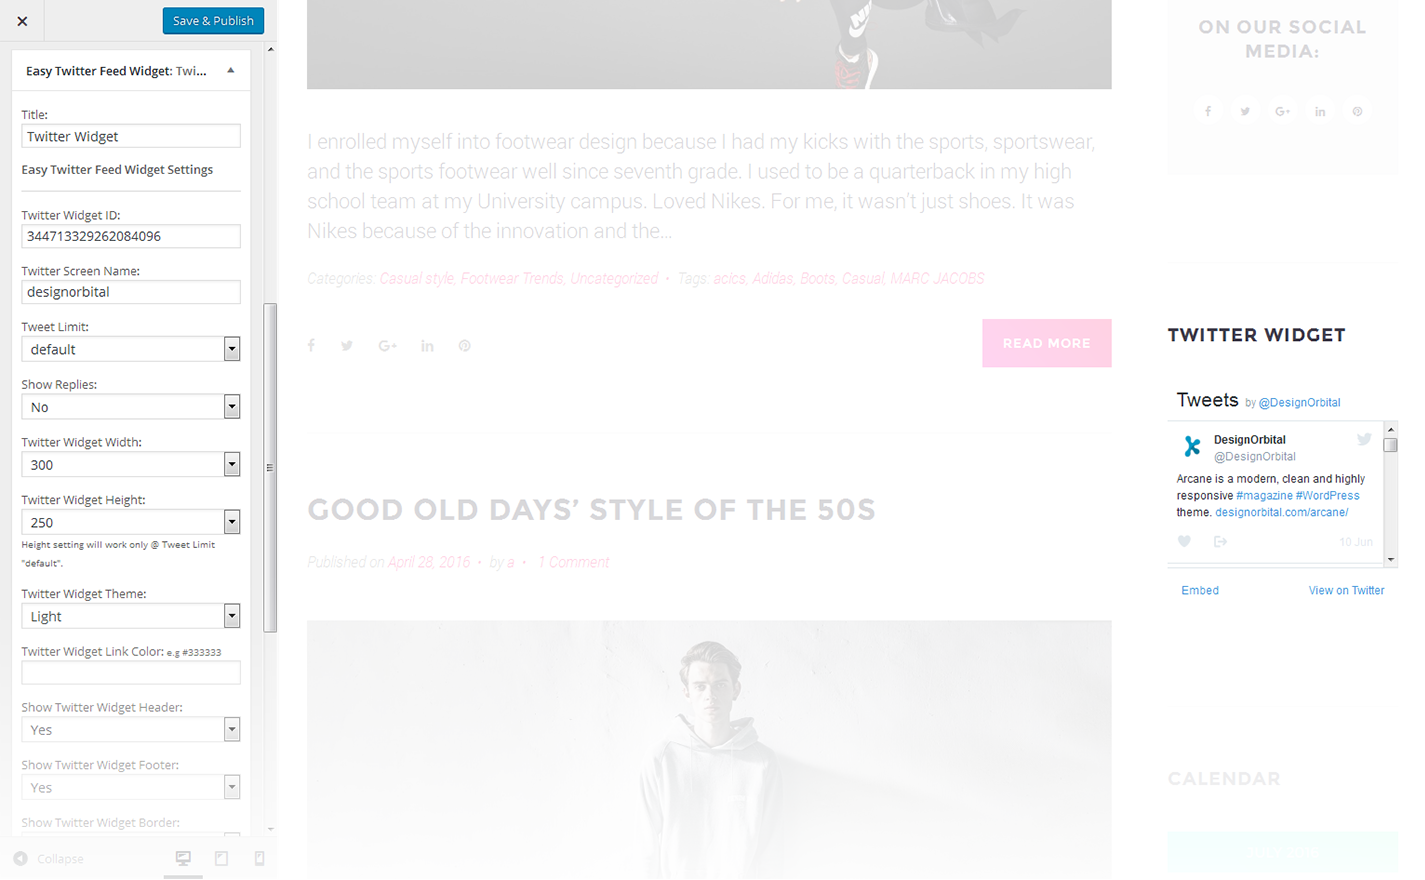 Save & Publish
Easy Twitter Feed Widget: Twi...
Title:
Twitter Widget
Easy Twitter Feed Widget Settings
Twitter Widget ID:
344713329262084096
Twitter Screen Name:
designorbital
Tweet Limit:
default
Show Replies:
No
Twitter Widget Width:
300
Twitter Widget Height:
250
Height setting will work only @ Tweet Limit
"default".
Twitter Widget Theme:
Light
Twitter Widget Link Color: e.g #333333
Show Twitter Widget Header:
Yes
Show Twitter Widget Footer:
Yes
Show Twitter Widget Border:
Collapse
I enrolled myself into footwear design because I had my kicks with the sports, sportswear,
and the sports footwear well since seventh grade. I used to be a quarterback in my high
school team at my University campus. Loved Nikes. For me, it wasn’t just shoes. It was
Nikes because of the innovation and the...
Categories: Casual style, Footwear Trends, Uncategorized • Tags: acics, Adidas, Boots, Casual, MARC JACOBS
READ MORE
GOOD OLD DAYS’ STYLE OF THE 50S
Published on April 28, 2016 • by a • 1 Comment
ON OUR SOCIAL
MEDIA:
TWITTER WIDGET
Tweets by @DesignOrbital
DesignOrbital
@DesignOrbital
Arcane is a modern, clean and highly
responsive #magazine #WordPress
theme. designorbital.com/arcane/
10 Jun
Embed View on Twitter
CALENDAR